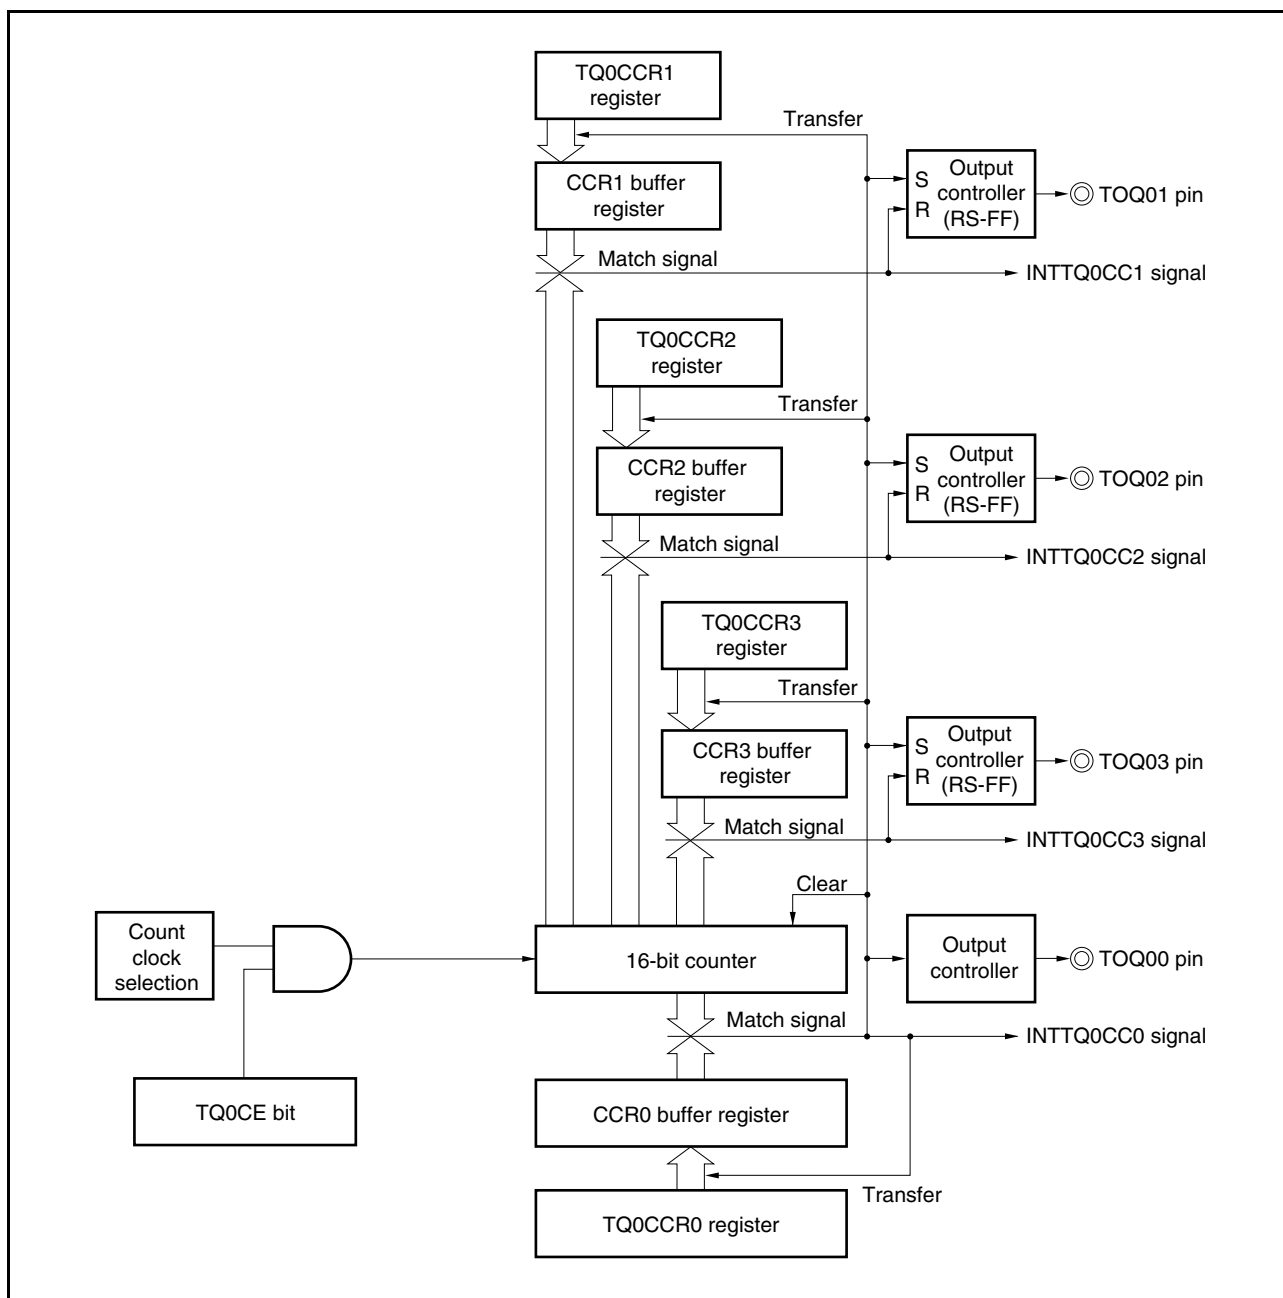 TQ0CCR1
register
Transfer
CCR1 buffer
register
S
R
Output
controller
(RS-FF)
TOQ01 pin
Match signal
INTTQ0CC1 signal
TQ0CCR2
register
Transfer
CCR2 buffer
register
S
R
Output
controller
(RS-FF)
TOQ02 pin
Match signal
INTTQ0CC2 signal
TQ0CCR3
register
Transfer
CCR3 buffer
register
S
R
Output
controller
(RS-FF)
TOQ03 pin
Match signal
INTTQ0CC3 signal
Clear
Count
clock
selection
16-bit counter
Output
controller
TOQ00 pin
Match signal
INTTQ0CC0 signal
TQ0CE bit
CCR0 buffer register
Transfer
TQ0CCR0 register